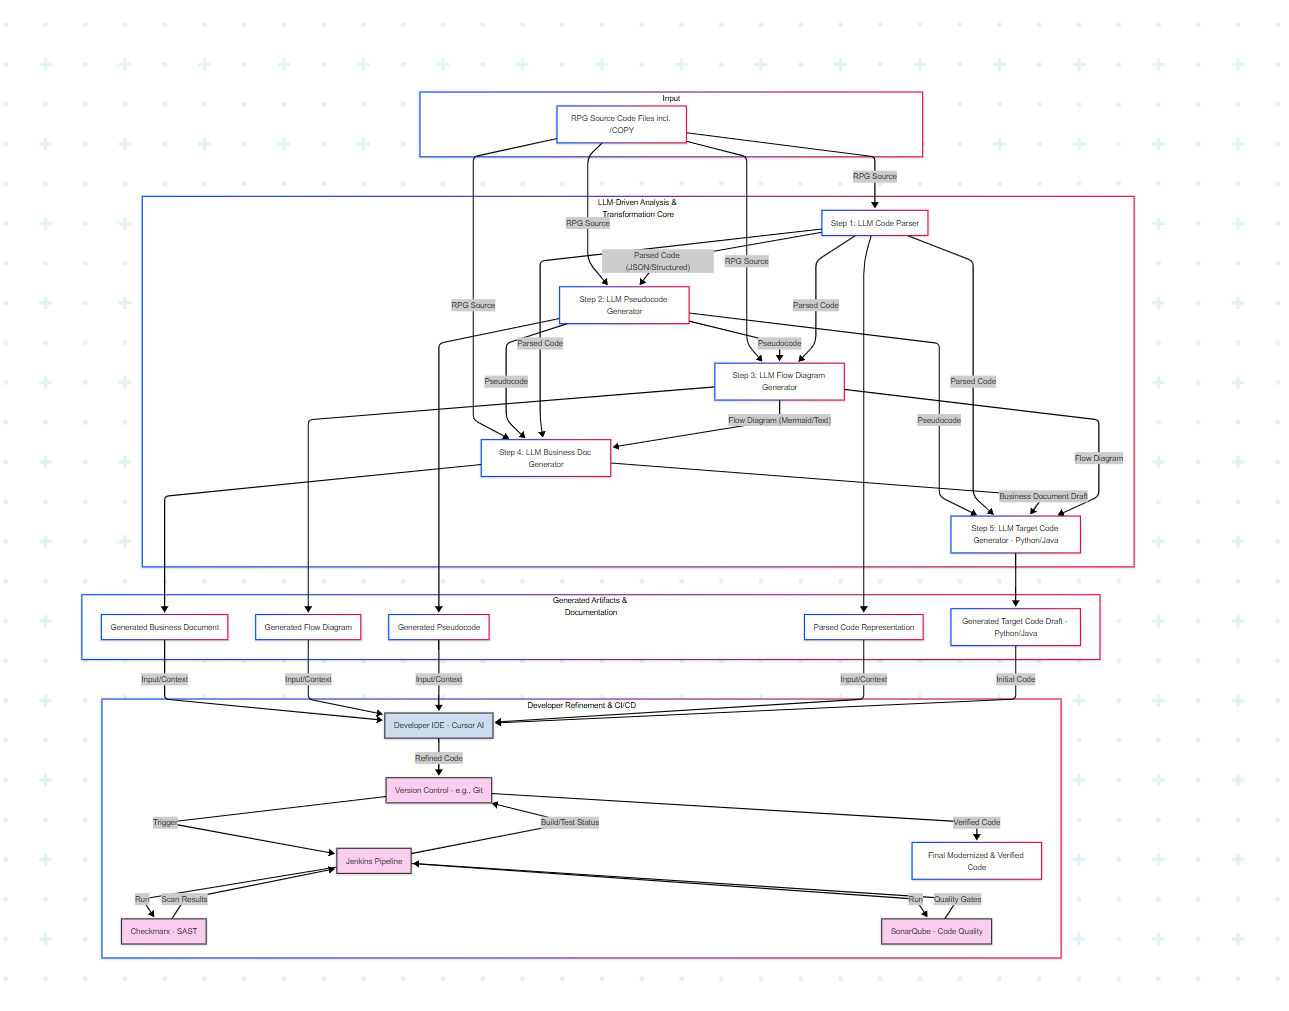 Input
RPG Source Code Files incl.
/COPY
RPG Source
LLM-Driven Analysis &
Transformation Core
Step 1: LLM Code Parser
RPG Source
Parsed Code
(JSON/Structured)
RPG Source
Step 2: LLM Pseudocode
Generator
RPG Source
Parsed Code
Parsed Code
Pseudocode
Step 3: LLM Flow Diagram
Generator
Pseudocode
Parsed Code
Flow Diagram (Mermaid/Text)
Pseudocode
Step 4: LLM Business Doc
Generator
Flow Diagram
Business Document Draft
Step 5: LLM Target Code
Generator - Python/Java
Generated Artifacts &
Documentation
Generated Business Document
Generated Flow Diagram
Generated Pseudocode
Parsed Code Representation
Generated Target Code Draft -
Python/Java
Input/Context
Input/Context
Input/Context
Input/Context
Initial Code
Developer Refinement & CI/CD
Developer IDE - Cursor AI
Refined Code
Version Control - e.g., Git
Trigger
Build/Test Status
Verified Code
Jenkins Pipeline
Final Modernized & Verified
Code
Run
Scan Results
Run
Quality Gates
Checkmarx - SAST
SonarQube - Code Quality